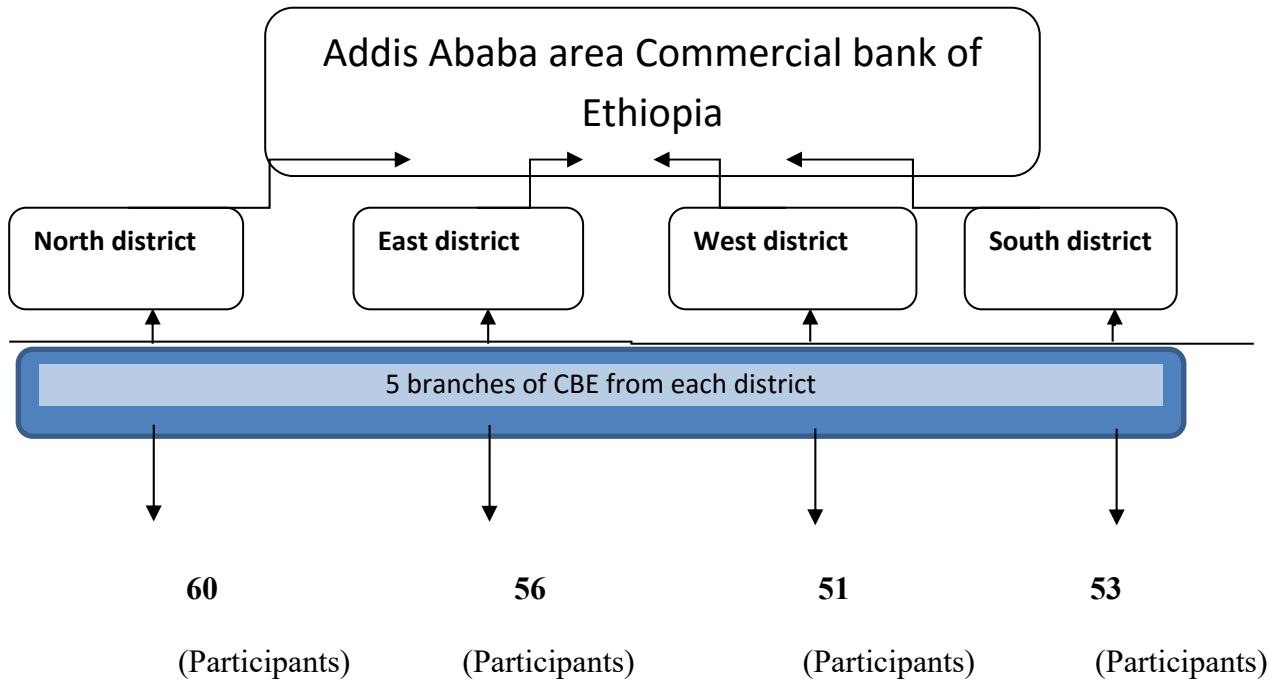 Addis Ababa area Commercial bank of
Ethiopia
North district
East district
West district
South district
5 branches of CBE from each district
60
56
51
53
(Participants)
(Participants)
(Participants)
(Participants)